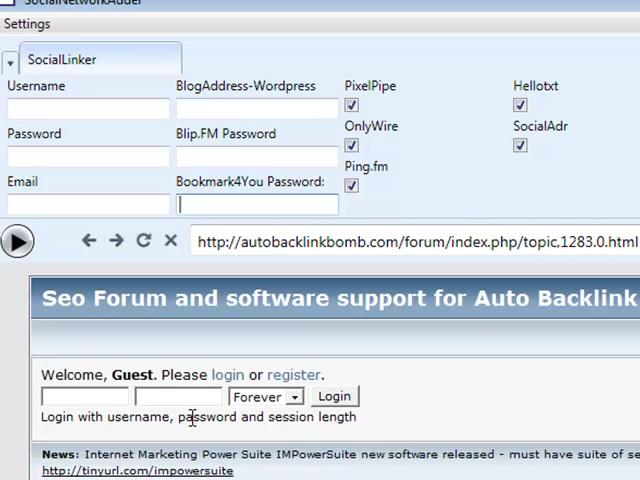 SocialNetworkAdder
Settings
SocialLinker
Username
BlogAddress-Wordpress
PixelPipe
Hellotxt
OnlyWire
SocialAdr
Password
Blip.FM Password
Ping.fm
Email
Bookmark4You Password:
http://autobacklinkbomb.com/forum/index.php/topic,1283.0.html
Seo Forum and software support for Auto Backlink
Welcome, Guest. Please login or register.
Forever
Login
Login with username, password and session length
News: Internet Marketing Power Suite IMPowerSuite new software released - must have suite of se
http://tinyurl.com/impowersuite